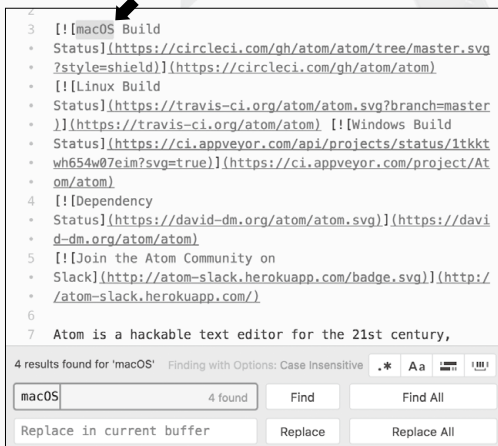 2
3 [![macOS Build
• Status](https://circleci.com/gh/atom/atom/tree/master.svg
• ?style=shield)](https://circleci.com/gh/atom/atom)
• [![Linux Build
• Status](https://travis-ci.org/atom/atom.svg?branch=master
• )](https://travis-ci.org/atom/atom) [![Windows Build
• Status](https://ci.appveyor.com/api/projects/status/1tkkt
• wh654w07eim?svg=true)](https://ci.appveyor.com/project/At
• om/atom)
4 [![Dependency
• Status](https://david-dm.org/atom/atom.svg)](https://davi
• d-dm.org/atom/atom)
5 [![Join the Atom Community on
• Slack](http://atom-slack.herokuapp.com/badge.svg)](http:/
• /atom-slack.herokuapp.com/)
6
7 Atom is a hackable text editor for the 21st century,
4 results found for 'macOS' Finding with Options: Case Insensitive .* Aa
macOS 4 found Find Find All
Replace in current buffer Replace Replace All